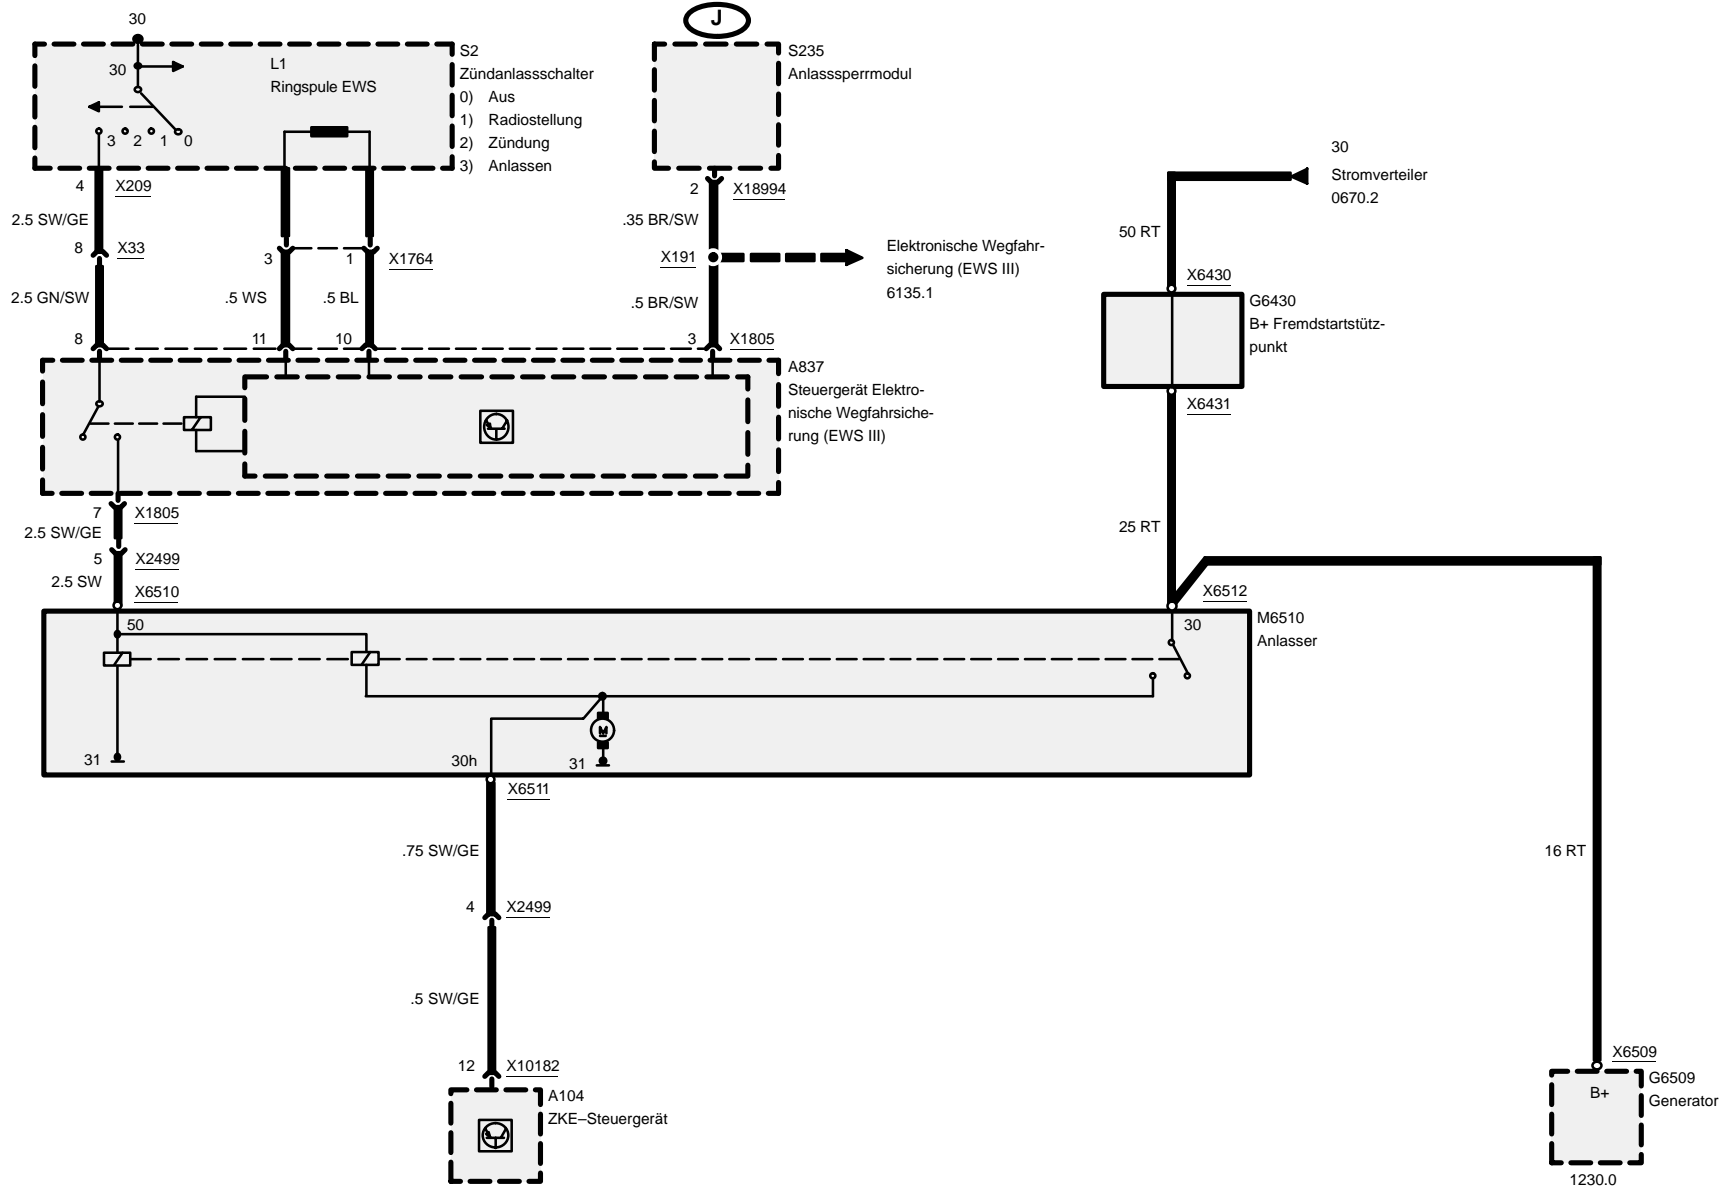 30
J
S2
Zündanlassschalter
0) Aus
1) Radiostellung
2) Zündung
3) Anlassen
30
L1
Ringspule EWS
3 2 1 0
S235
Anlasssperrmodul
4 X209
2.5 SW/GE
8 X33
2.5 GN/SW
8
3 1 X1764
.5 WS .5 BL
11 10
2 X18994
.35 BR/SW
X191
Elektronische Wegfahr-
sicherung (EWS III)
6135.1
.5 BR/SW
3 X1805
30
Stromverteiler
0670.2
50 RT
X6430
G6430
B+ Fremdstartstütz-
punkt
X6431
A837
Steuergerät Elektro-
nische Wegfahrsiche-
rung (EWS III)
7 X1805
2.5 SW/GE
5 X2499
2.5 SW
X6510
25 RT
X6512
M6510
Anlasser
50
30
M
31
30h
31
X6511
.75 SW/GE
4 X2499
.5 SW/GE
12 X10182
A104
ZKE–Steuergerät
16 RT
X6509
G6509
Generator
B+
1230.0